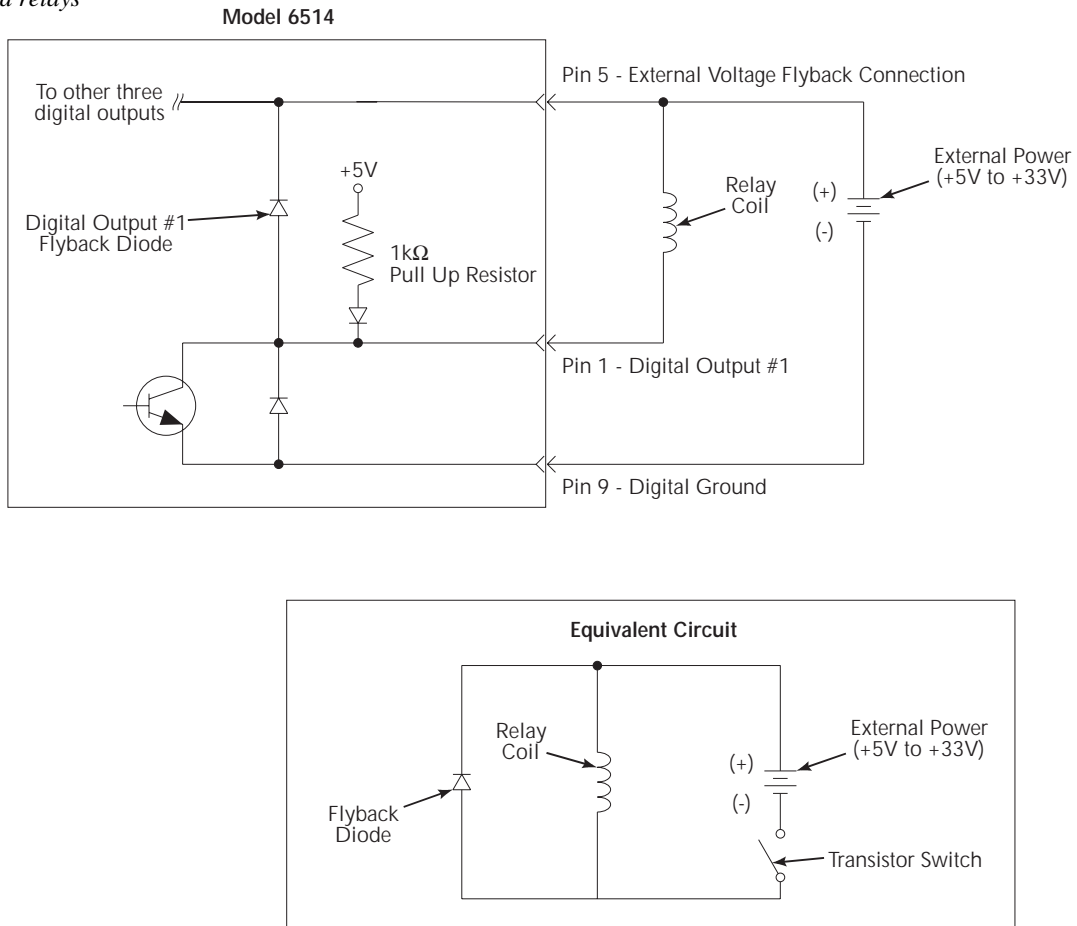 d relays
Model 6514
To other three
digital outputs
Pin 5 - External Voltage Flyback Connection
+5V
External Power
(+5V to +33V)
Relay
Coil
(+)
(-)
Digital Output #1
Flyback Diode
1kΩ
Pull Up Resistor
Pin 1 - Digital Output #1
Pin 9 - Digital Ground
Equivalent Circuit
Relay
Coil
External Power
(+5V to +33V)
(+)
(-)
Flyback
Diode
Transistor Switch